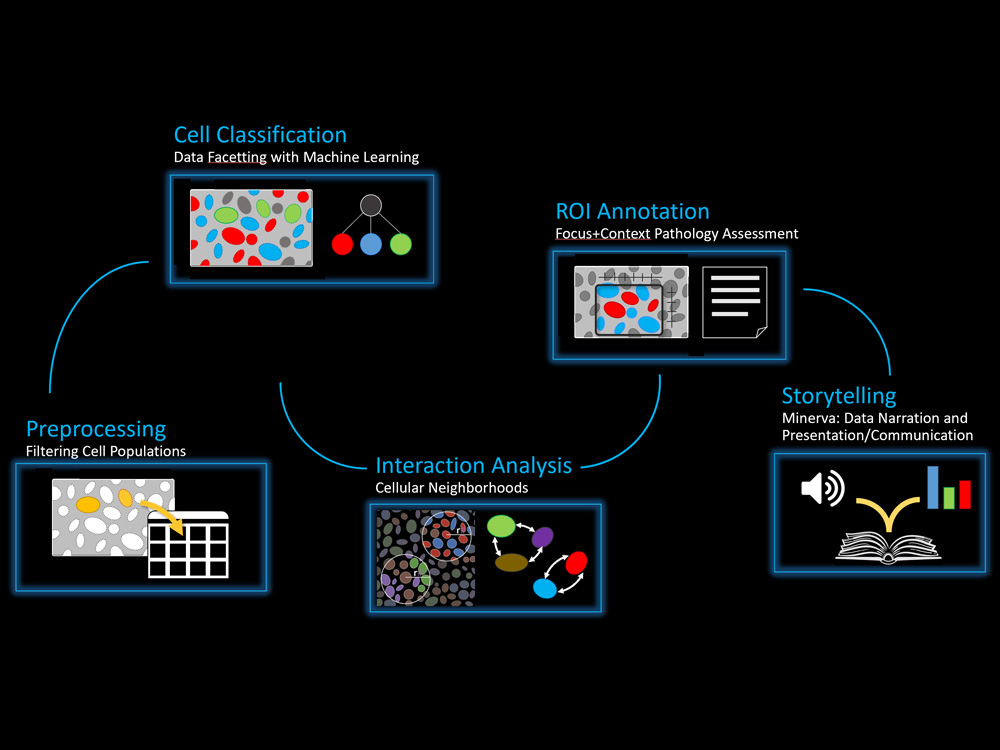 Cell Classification
Data Facetting with Machine Learning
ROI Annotation
Focus+Context Pathology Assessment
Preprocessing
Filtering Cell Populations
Interaction Analysis
Cellular Neighborhoods
r
r
Storytelling
Minerva: Data Narration and
Presentation/Communication